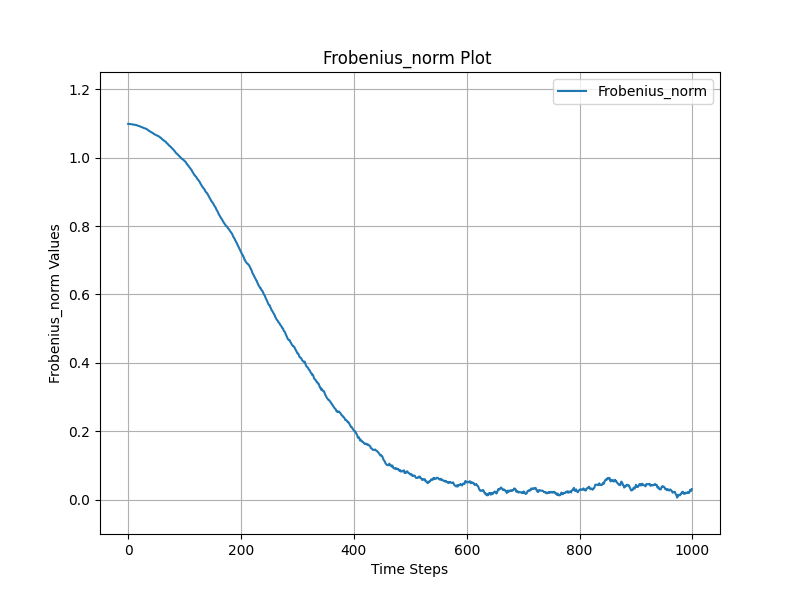 Frobenius_norm Plot
Frobenius_norm
Frobenius_norm Values
1.2
1.0
0.8
0.6
0.4
0.2
0.0
0 200 400 600 800 1000
Time Steps